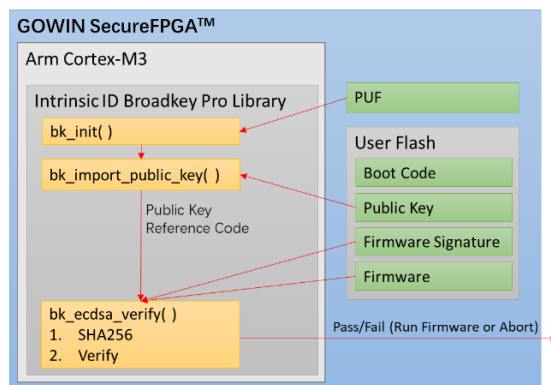 GOWIN SecureFPGA™
Arm Cortex-M3
Intrinsic ID Broadkey Pro Library
bk_init( )
bk_import_public_key( )
Public Key
Reference Code
bk_ecdsa_verify( )
1. SHA256
2. Verify
PUF
User Flash
Boot Code
Public Key
Firmware Signature
Firmware
Pass/Fail (Run Firmware or Abort)